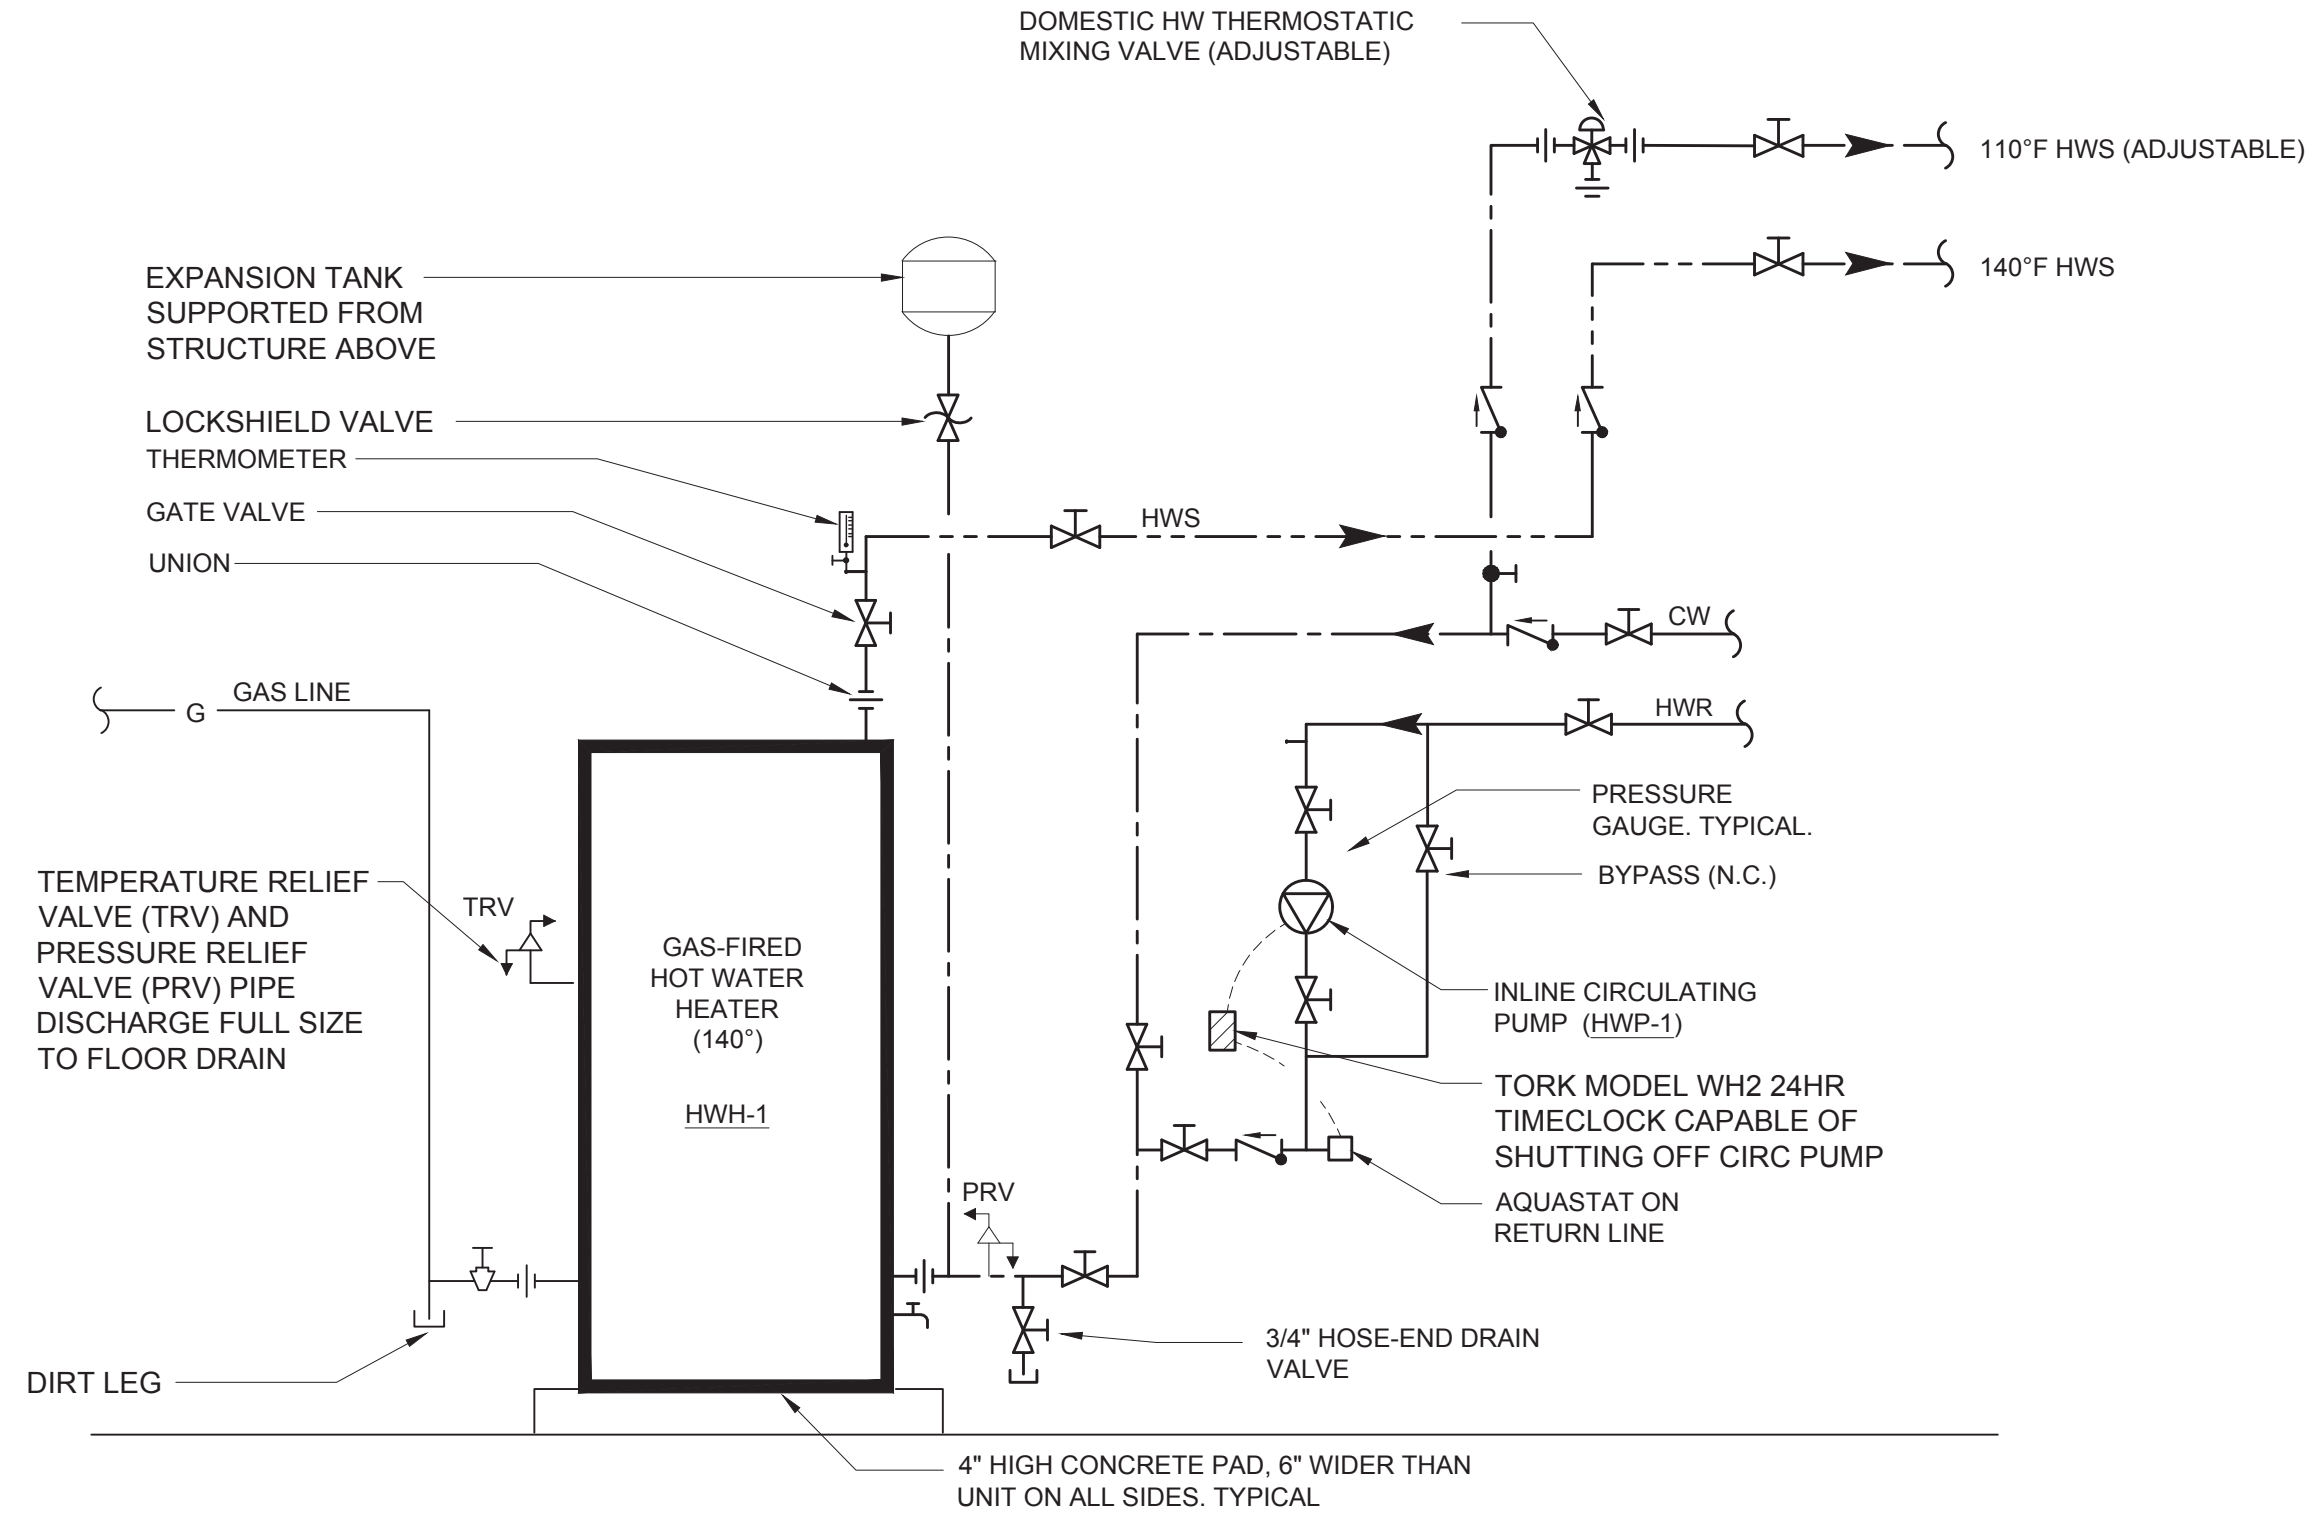 DOMESTIC HW THERMOSTATIC
MIXING VALVE (ADJUSTABLE)
110°F HWS (ADJUSTABLE)
140°F HWS
EXPANSION TANK
SUPPORTED FROM
STRUCTURE ABOVE
LOCKSHIELD VALVE
THERMOMETER
GATE VALVE
HWS
UNION
CW
GAS LINE
G
HWR
PRESSURE
GAUGE. TYPICAL.
BYPASS (N.C.)
TEMPERATURE RELIEF
VALVE (TRV) AND
PRESSURE RELIEF
VALVE (PRV) PIPE
DISCHARGE FULL SIZE
TO FLOOR DRAIN
TRV
GAS-FIRED
HOT WATER
HEATER
(140°)
HWH-1
INLINE CIRCULATING
PUMP (HWP-1)
TORK MODEL WH2 24HR
TIMECLOCK CAPABLE OF
SHUTTING OFF CIRC PUMP
AQUASTAT ON
RETURN LINE
PRV
3/4" HOSE-END DRAIN
VALVE
DIRT LEG
4" HIGH CONCRETE PAD, 6" WIDER THAN
UNIT ON ALL SIDES. TYPICAL